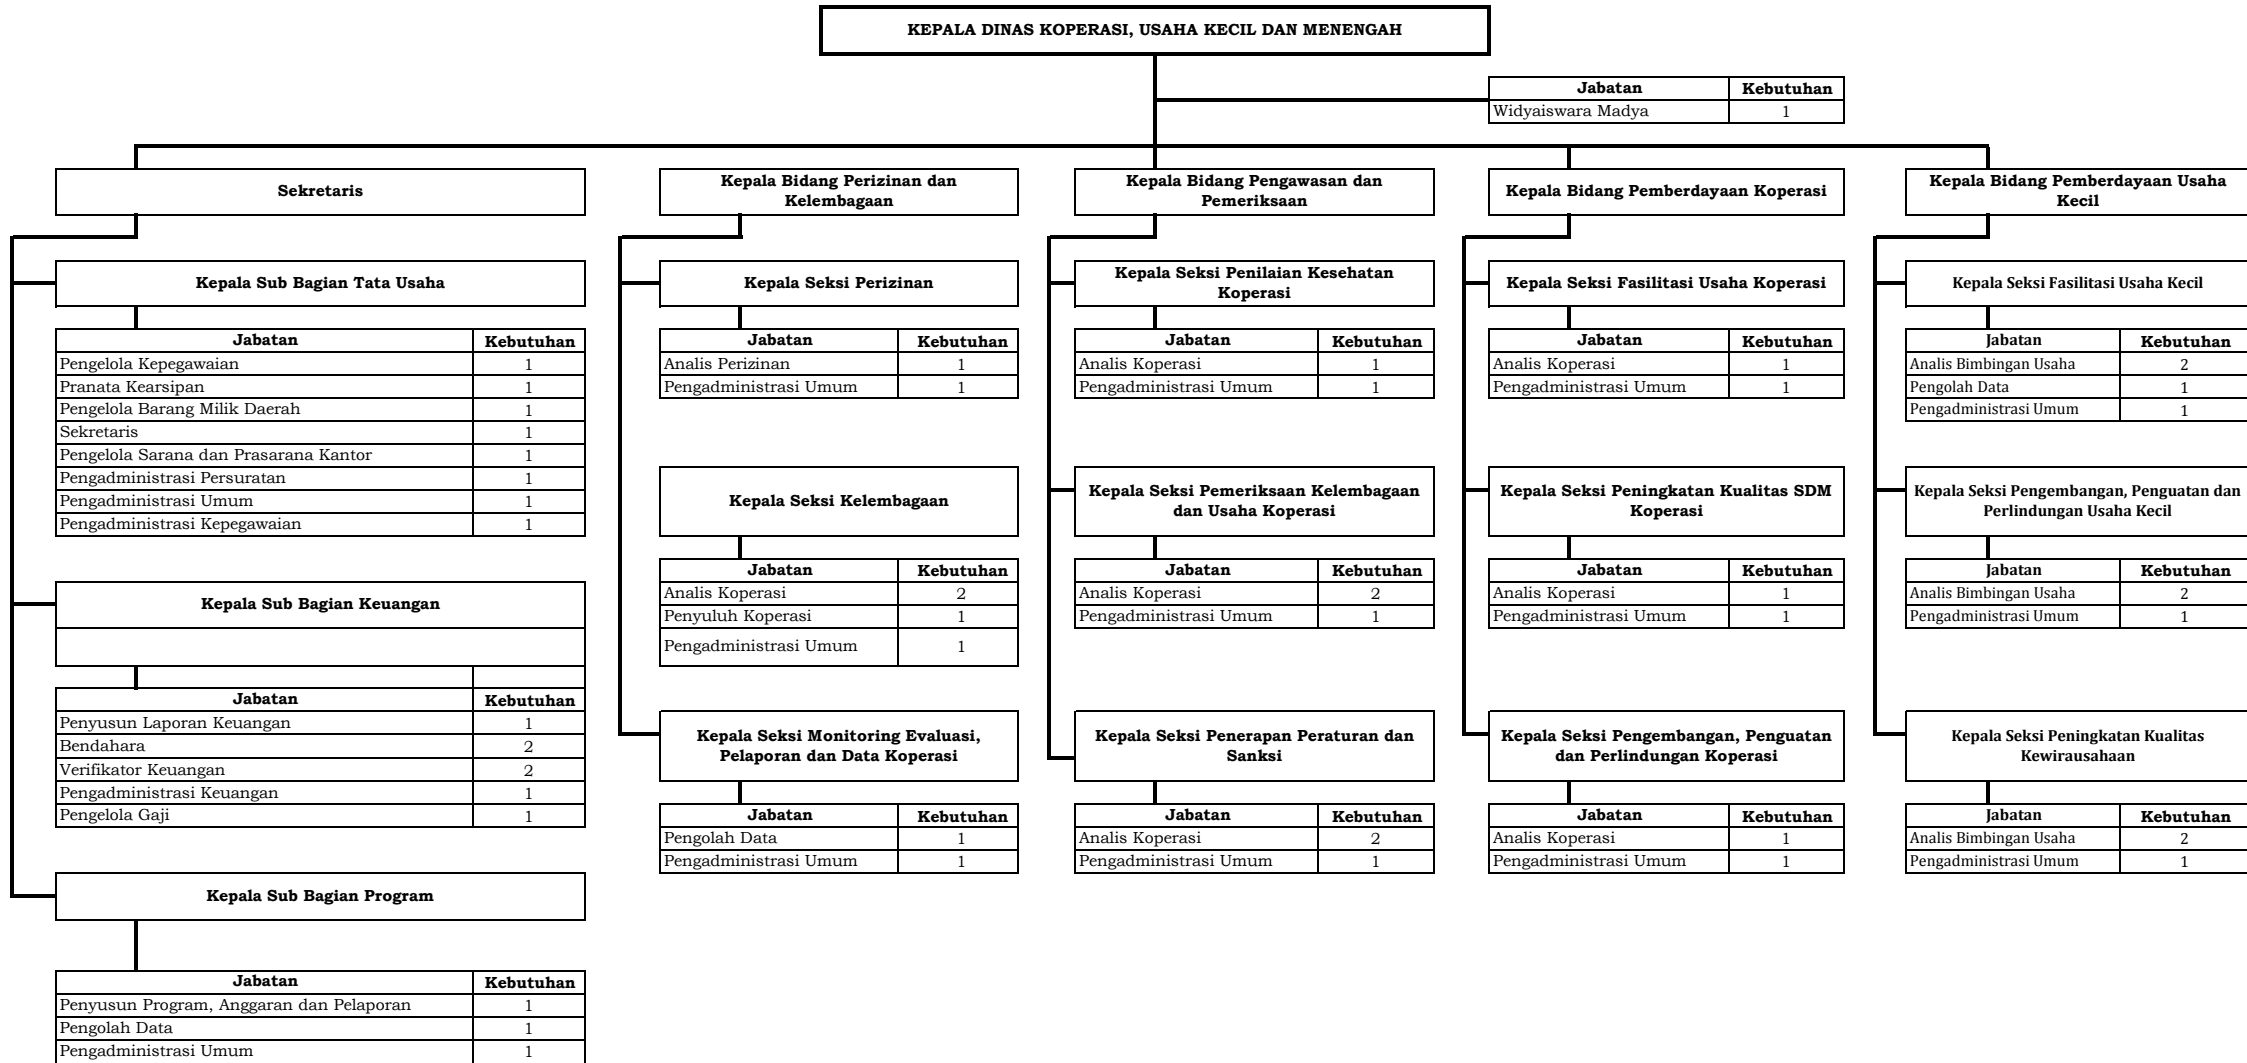 KEPALA DINAS KOPERASI, USAHA KECIL DAN MENENGAH
Jabatan Kebutuhan
Widyaiswara Madya 1
Sekretaris
Kepala Sub Bagian Tata Usaha
Jabatan Kebutuhan
Pengelola Kepegawaian 1
Pranata Kearsipan 1
Pengelola Barang Milik Daerah 1
Sekretaris 1
Pengelola Sarana dan Prasarana Kantor 1
Pengadministrasi Persuratan 1
Pengadministrasi Umum 1
Pengadministrasi Kepegawaian 1
Kepala Sub Bagian Keuangan
Jabatan Kebutuhan
Penyusun Laporan Keuangan 1
Bendahara 2
Verifikator Keuangan 2
Pengadministrasi Keuangan 1
Pengelola Gaji 1
Kepala Sub Bagian Program
Jabatan Kebutuhan
Penyusun Program, Anggaran dan Pelaporan 1
Pengolah Data 1
Pengadministrasi Umum 1
Kepala Bidang Perizinan dan
Kelembagaan
Kepala Seksi Perizinan
Jabatan Kebutuhan
Analis Perizinan 1
Pengadministrasi Umum 1
Kepala Seksi Kelembagaan
Jabatan Kebutuhan
Analis Koperasi 2
Penyuluh Koperasi 1
Pengadministrasi Umum 1
Kepala Seksi Monitoring Evaluasi,
Pelaporan dan Data Koperasi
Jabatan Kebutuhan
Pengolah Data 1
Pengadministrasi Umum 1
Kepala Bidang Pengawasan dan
Pemeriksaan
Kepala Seksi Penilaian Kesehatan
Koperasi
Jabatan Kebutuhan
Analis Koperasi 1
Pengadministrasi Umum 1
Kepala Seksi Pemeriksaan Kelembagaan
dan Usaha Koperasi
Jabatan Kebutuhan
Analis Koperasi 2
Pengadministrasi Umum 1
Kepala Seksi Penerapan Peraturan dan
Sanksi
Jabatan Kebutuhan
Analis Koperasi 2
Pengadministrasi Umum 1
Kepala Bidang Pemberdayaan Koperasi
Kepala Seksi Fasilitasi Usaha Koperasi
Jabatan Kebutuhan
Analis Koperasi 1
Pengadministrasi Umum 1
Kepala Seksi Peningkatan Kualitas SDM
Koperasi
Jabatan Kebutuhan
Analis Koperasi 1
Pengadministrasi Umum 1
Kepala Seksi Pengembangan, Penguatan
dan Perlindungan Koperasi
Jabatan Kebutuhan
Analis Koperasi 1
Pengadministrasi Umum 1
Kepala Bidang Pemberdayaan Usaha
Kecil
Kepala Seksi Fasilitasi Usaha Kecil
Jabatan Kebutuhan
Analis Bimbingan Usaha 2
Pengolah Data 1
Pengadministrasi Umum 1
Kepala Seksi Pengembangan, Penguatan dan
Perlindungan Usaha Kecil
Jabatan Kebutuhan
Analis Bimbingan Usaha 2
Pengadministrasi Umum 1
Kepala Seksi Peningkatan Kualitas
Kewirausahaan
Jabatan Kebutuhan
Analis Bimbingan Usaha 2
Pengadministrasi Umum 1